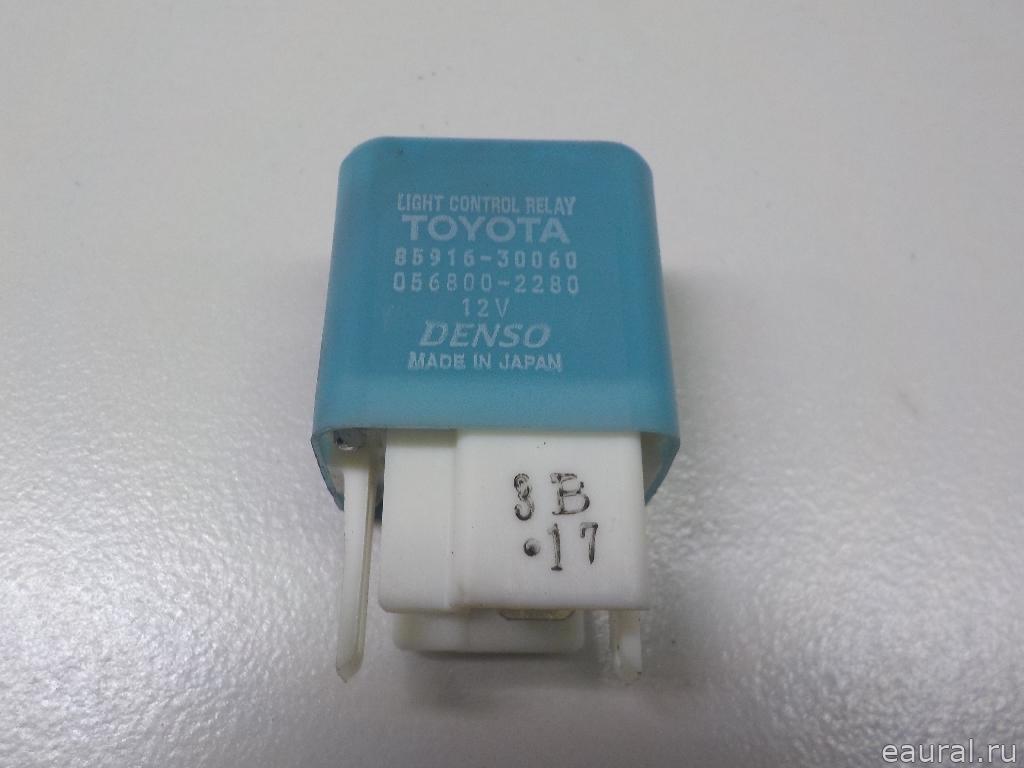 LIGHT CONTROL RELAY
TOYOTA
85916-30060
056800-2280
12V
DENSO
MADE IN JAPAN
3B
.17
eaural.ru